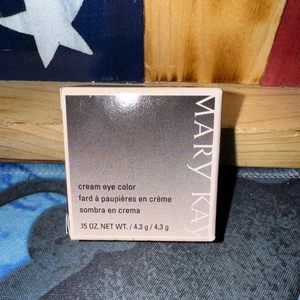 MARY KAY
cream eye color
fard à paupières en crème
sombra en crema
.15 OZ. NET WT. / 4.3 g / 4,3 g